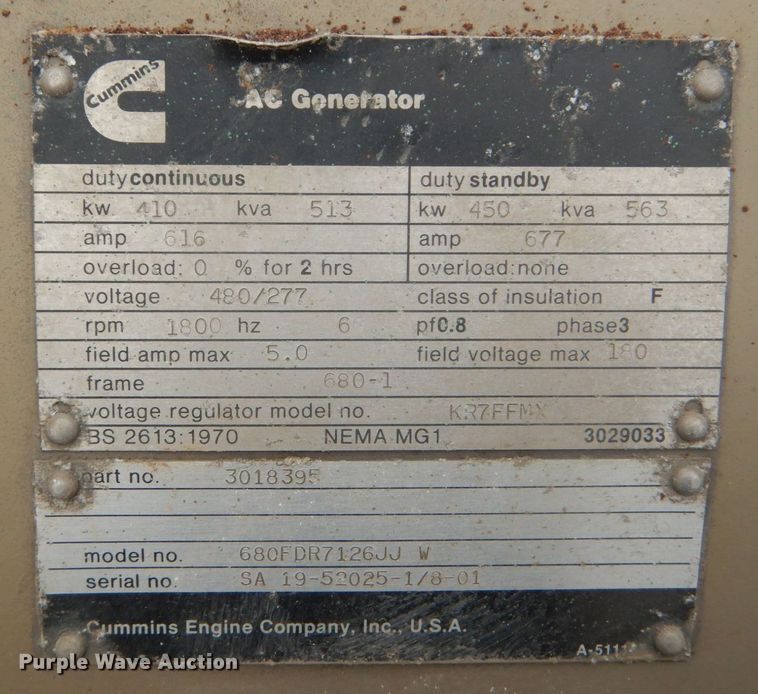 Cummins
AC Generator
duty continuous duty standby
kw 410 kva 513 kw 450 kva 563
amp 616 amp 677
overload: 0 % for 2 hrs overload: none
voltage 480/277 class of insulation F
rpm 1800 hz 6 pf0.8 phase3
field amp max 5.0 field voltage max 180
frame 680-1
voltage regulator model no. KR7FFMX
BS 2613:1970 NEMA MG1 3029033
part no. 3018395
model no. 680FDR7126JJ W
serial no. SA 19-52025-1/8-01
Cummins Engine Company, Inc., U.S.A.
Purple Wave Auction